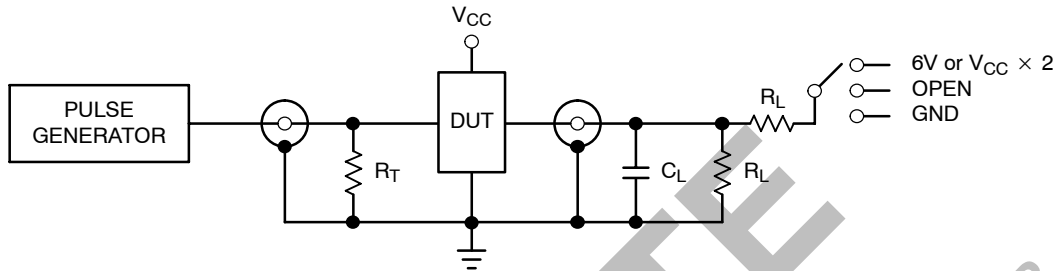 V_CC
6V or V_CC × 2
OPEN
GND
PULSE
GENERATOR
DUT
R_L
R_T
C_L
R_L